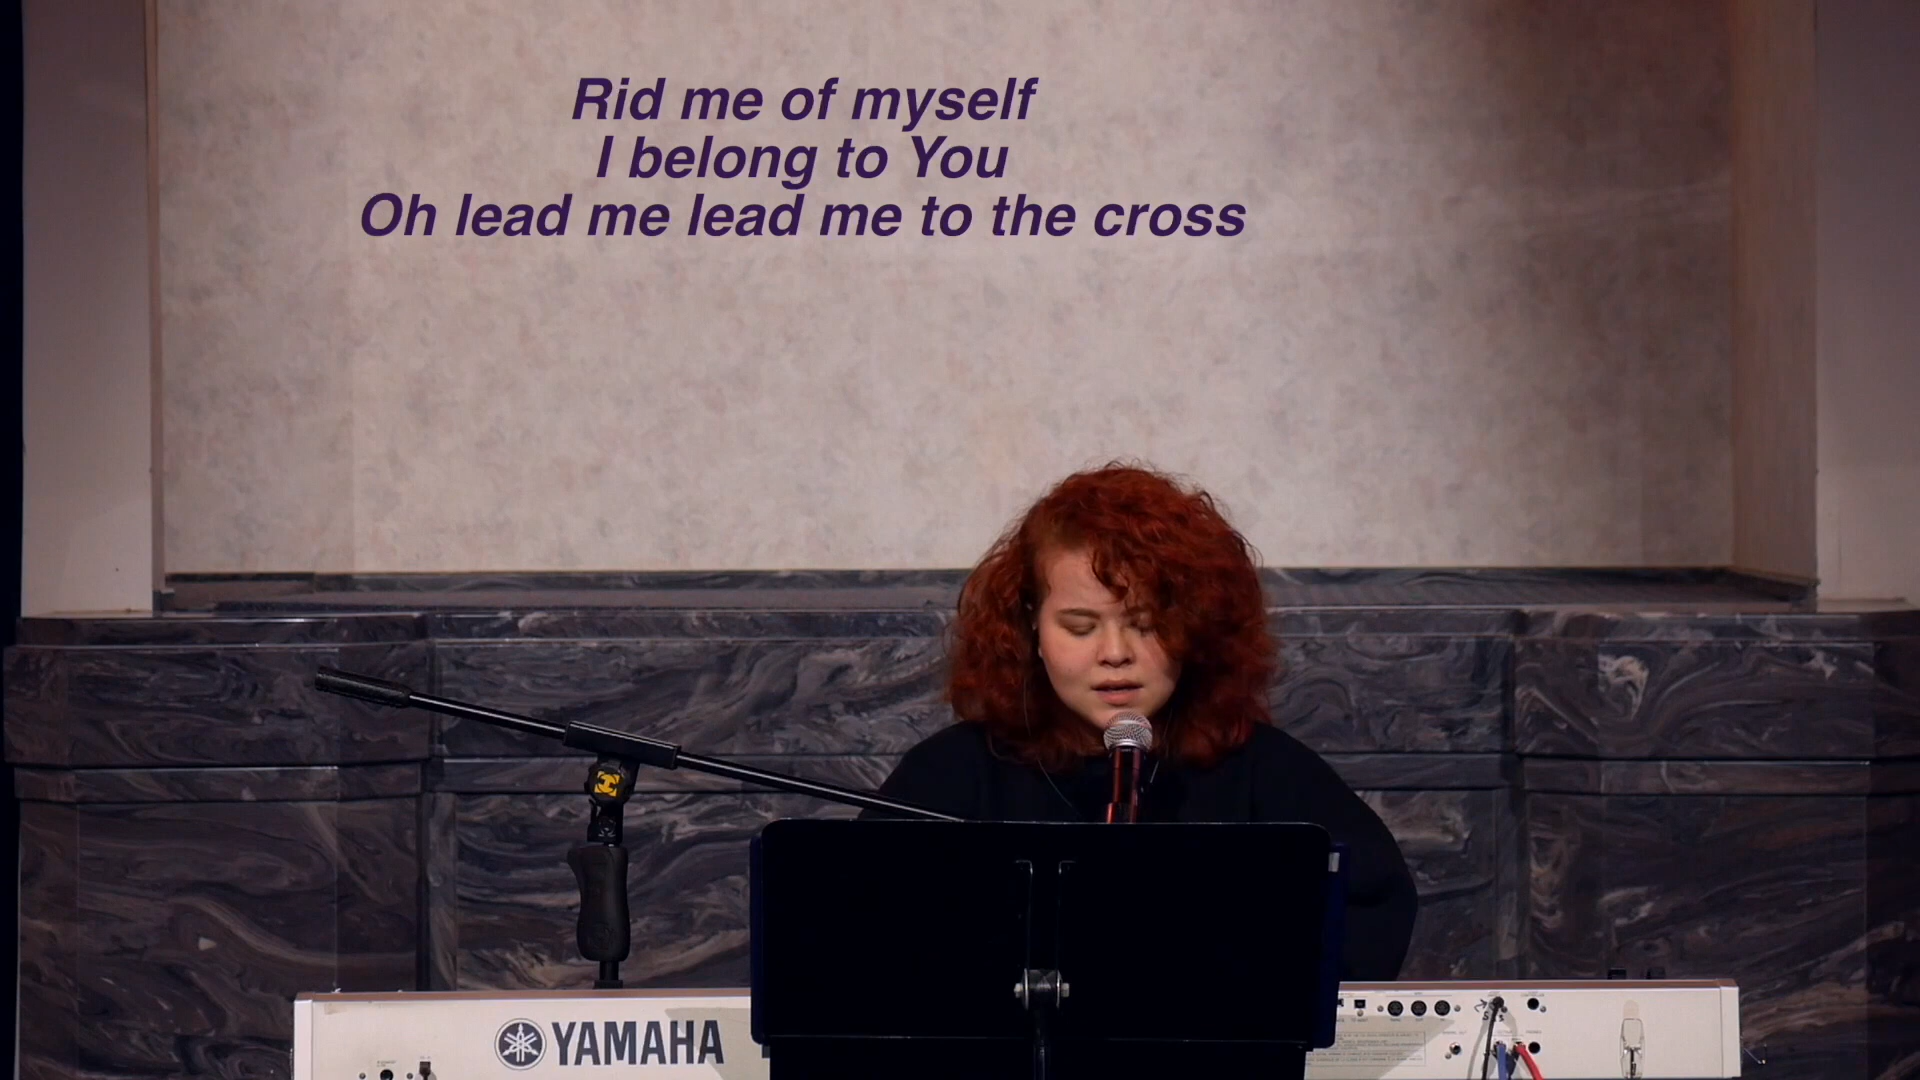 Rid me of myself
I belong to You
Oh lead me lead me to the cross
YAMAHA